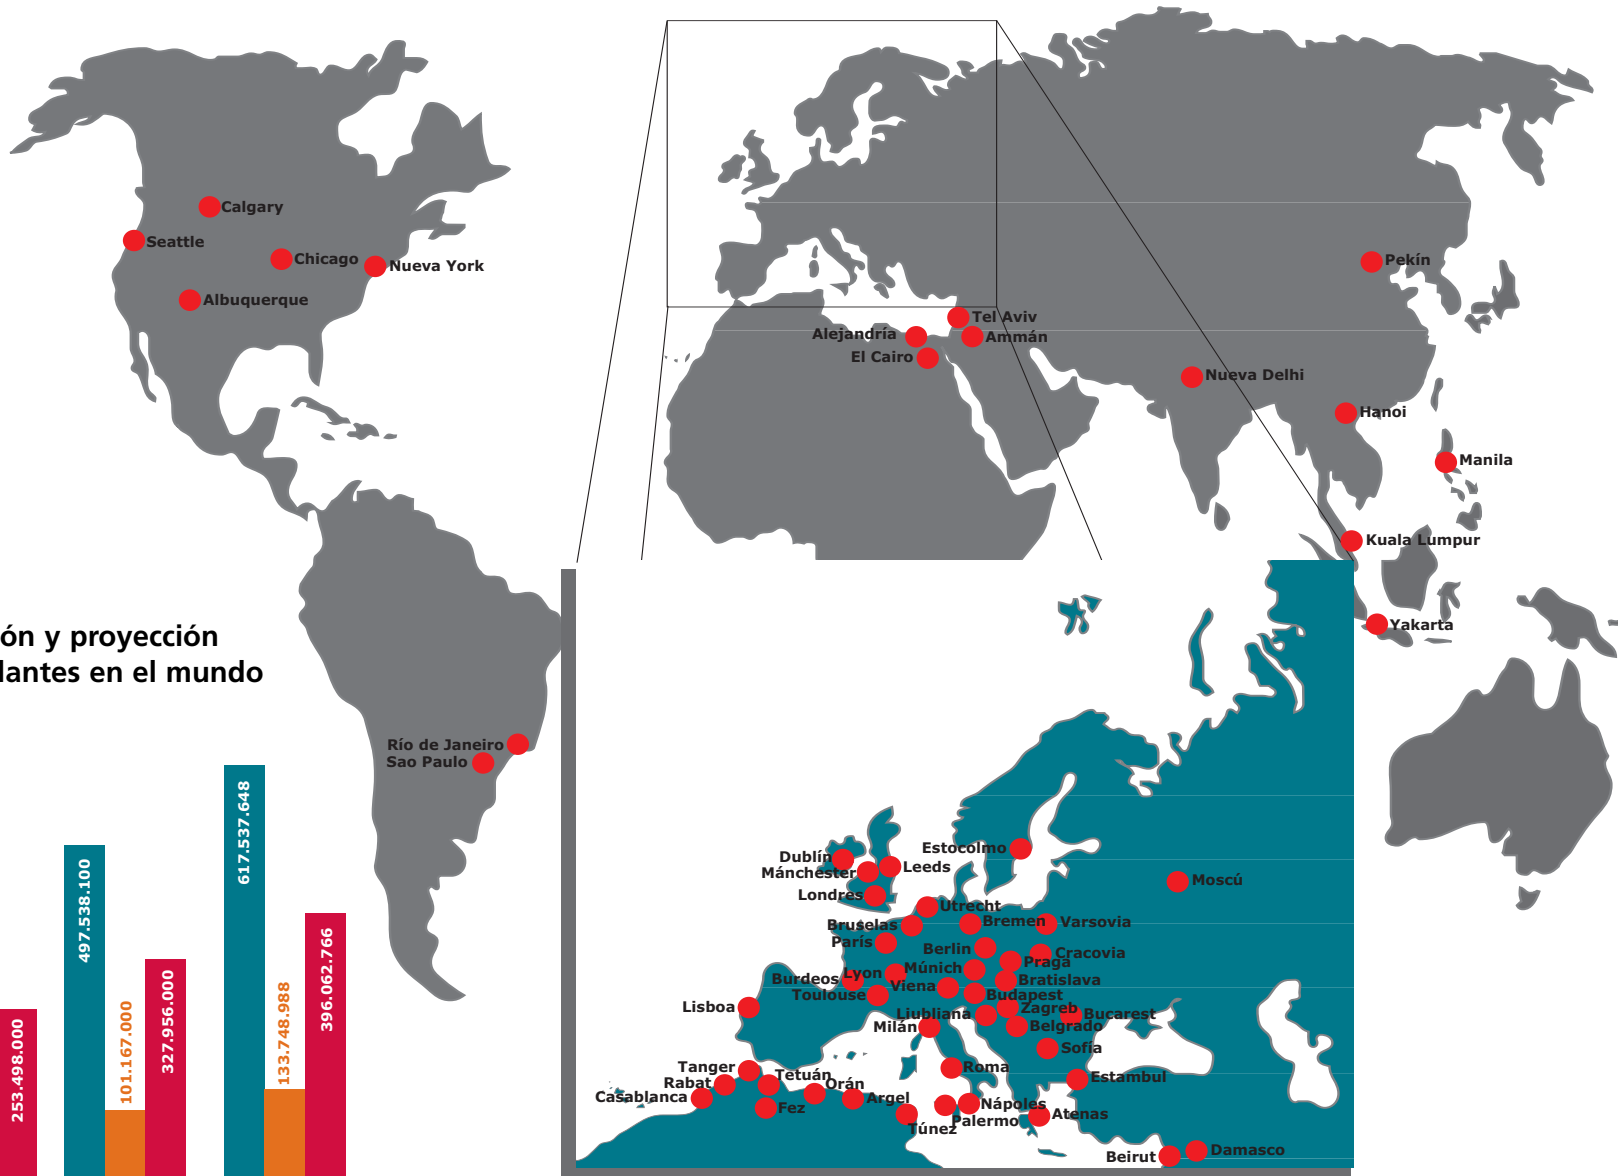 Calgary
Seattle
Chicago
Nueva York
Albuquerque
Pekín
Tel Aviv
Alejandría
Ammán
El Cairo
Nueva Delhi
Hanoi
Manila
Kuala Lumpur
Yakarta
ón y proyección
lantes en el mundo
Río de Janeiro
Sao Paulo
253.498.000
497.538.100
101.167.000
327.956.000
617.537.648
133.748.988
396.062.766
Estocolmo
Dublín
Leeds
Mánchester
Moscú
Londres
Utrecht
Bremen
Varsovia
Bruselas
París
Berlin
Cracovia
Praga
Múnich
Lyon
Burdeos
Bratislava
Viena
Toulouse
Budapest
Lisboa
Zagreb
Liubliana
Bucarest
Milán
Belgrado
Sofía
Tanger
Roma
Tetuán
Estambul
Rabat
Orán
Casablanca
Argel
Fez
Nápoles
Palermo
Atenas
Túnez
Damasco
Beirut